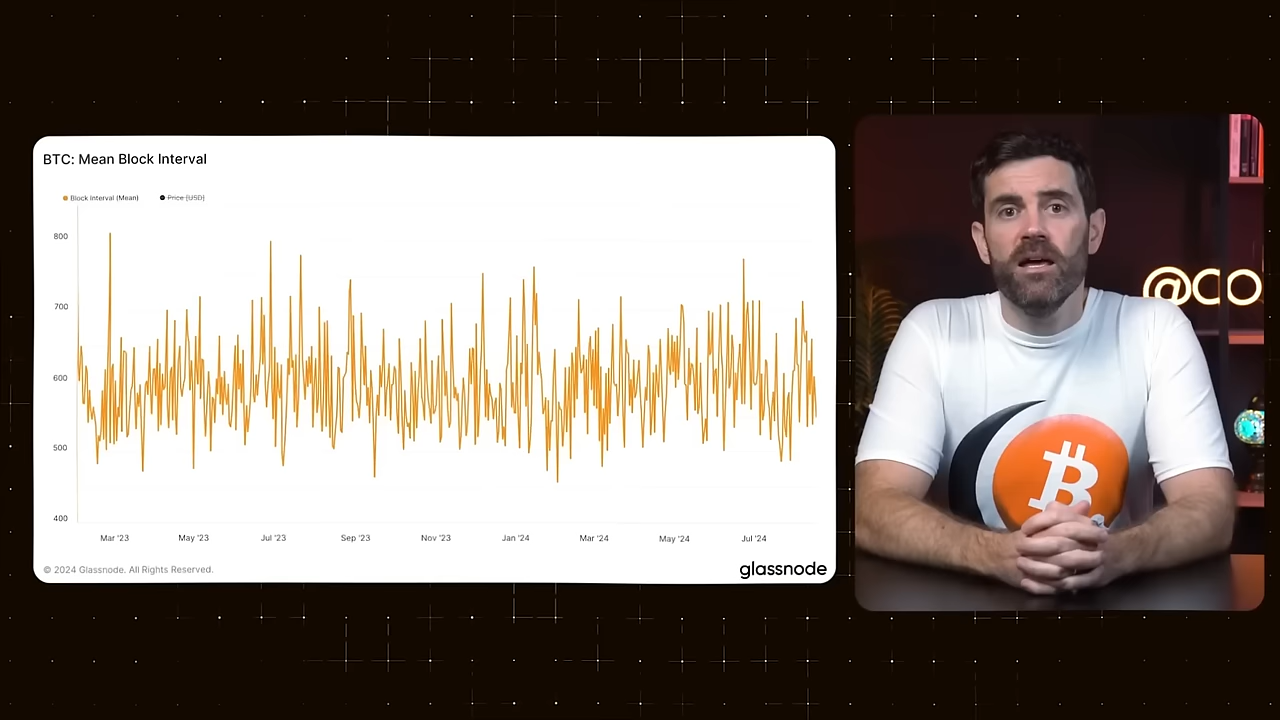 BTC: Mean Block Interval
Block Interval (Mean)
Price [USD]
800
700
600
500
400
Mar '23
May '23
Jul '23
Sep '23
Nov '23
Jan '24
Mar '24
May '24
Jul '24
© 2024 Glassnode. All Rights Reserved.
glassnode
@CO
₿